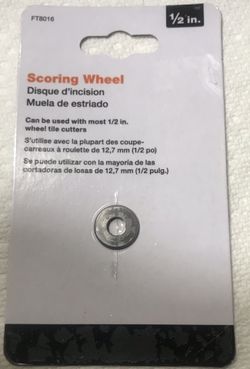 FT8016
1/2 in.
Scoring Wheel
Disque d'incision
Muela de estriado
Can be used with most 1/2 in.
wheel tile cutters
S'utilise avec la plupart des coupe-
carreaux à roulette de 12,7 mm (1/2 po)
Se puede utilizar con la mayoría de las
cortadoras de losas de 12,7 mm (1/2 pulg.)